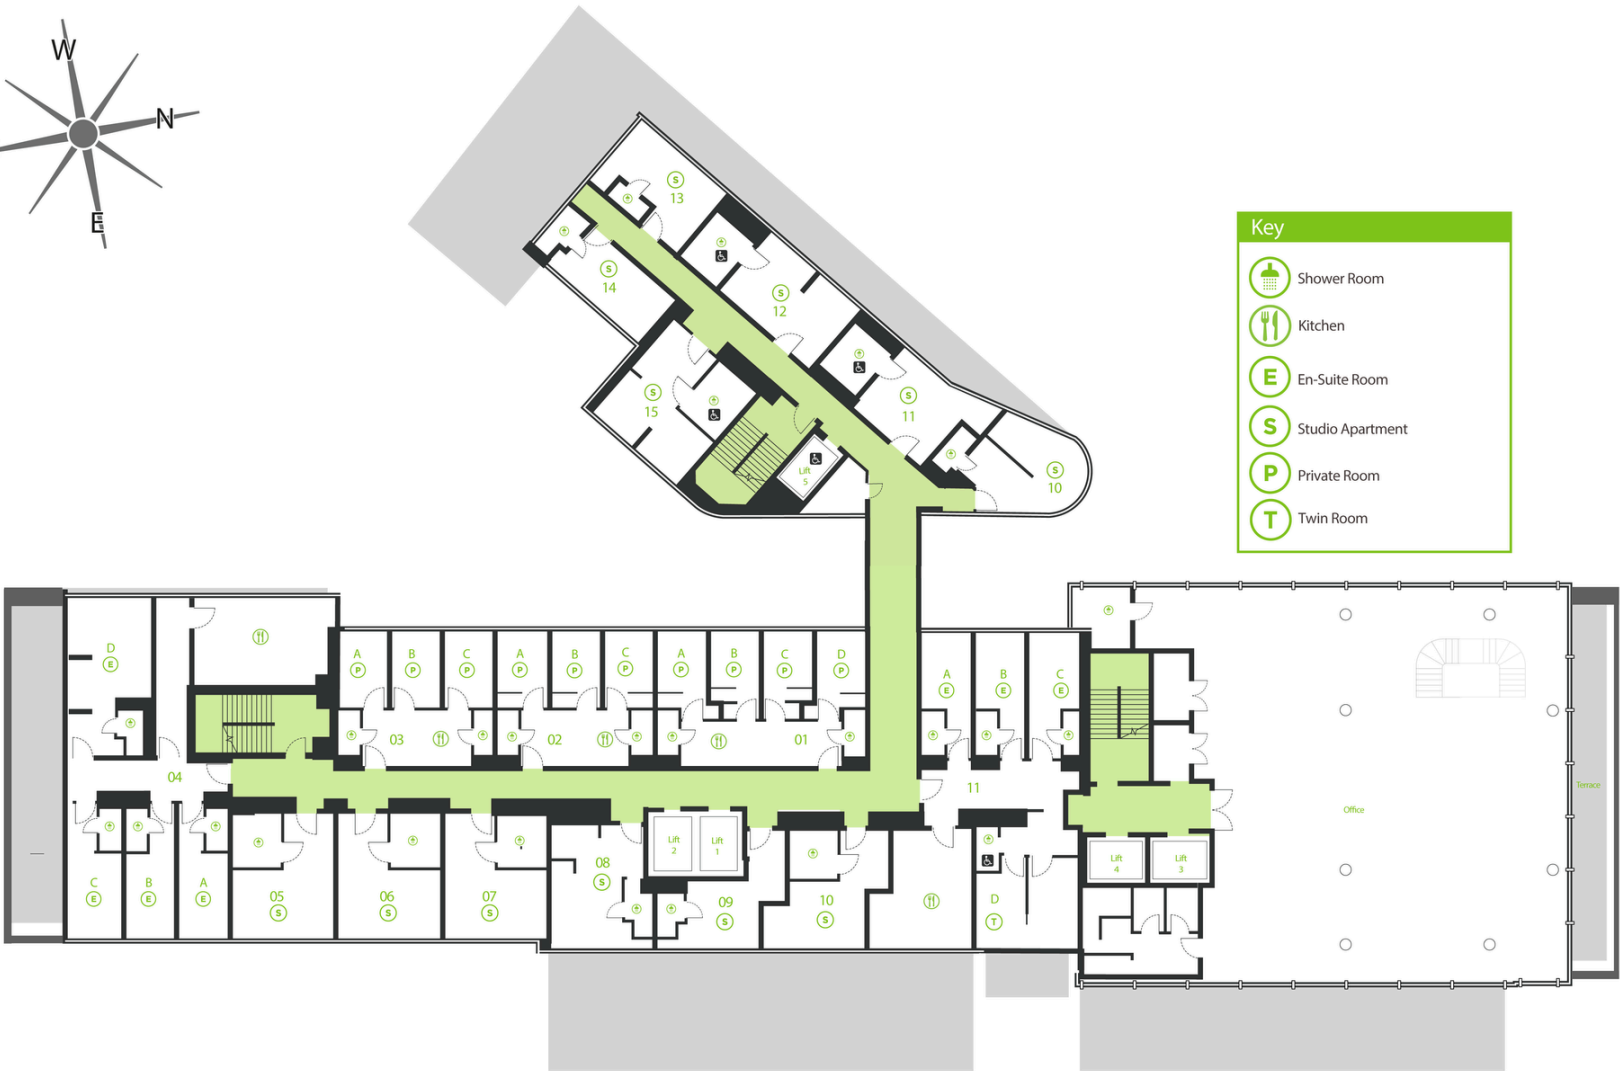 W
N
E
Key
Shower Room
Kitchen
E
En-Suite Room
S
Studio Apartment
P
Private Room
T
Twin Room
S
13
S
14
S
12
S
15
S
11
Lift
5
S
10
D
E
A
P
B
P
C
P
A
P
B
P
C
P
A
P
B
P
C
P
D
P
A
E
B
E
C
E
03
02
01
04
11
N
N
N
Office
Terrace
Lift
2
Lift
1
Lift
4
Lift
3
C
E
B
E
A
E
05
S
06
S
07
S
08
S
09
S
10
S
D
T